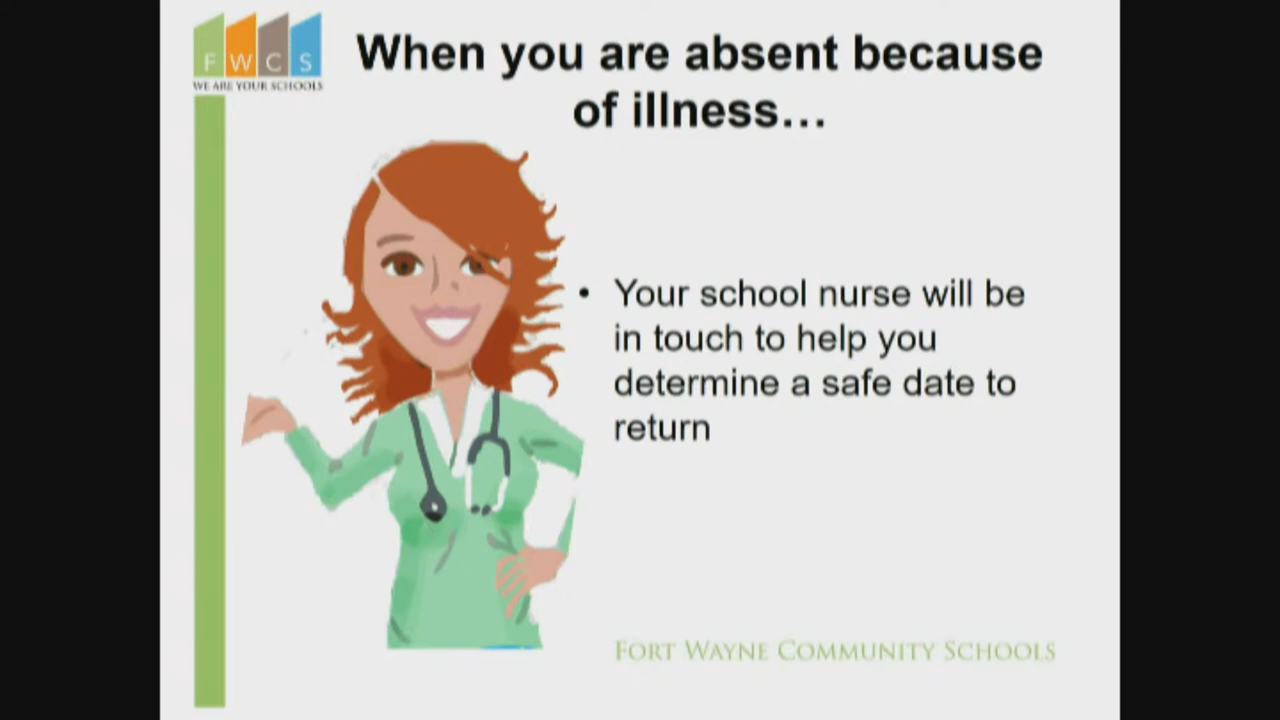 F W C S
WE ARE YOUR SCHOOLS
When you are absent because
of illness…
• Your school nurse will be
in touch to help you
determine a safe date to
return
FORT WAYNE COMMUNITY SCHOOLS